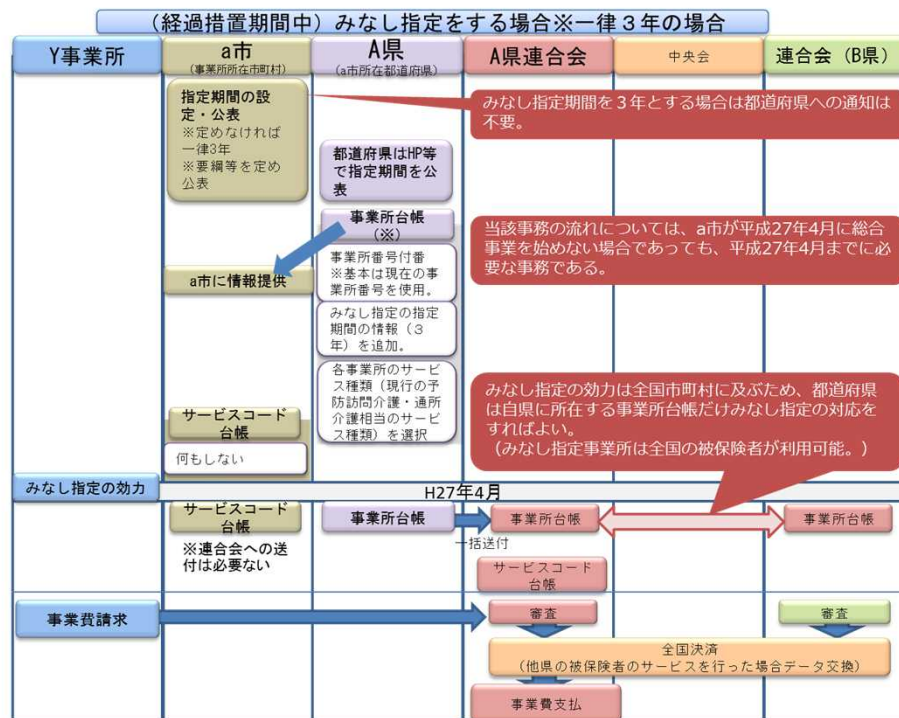 （経過措置期間中）みなし指定をする場合※一律３年の場合
Y事業所
a市
（事業所所在市町村）
A県
（a市所在都道府県）
A県連合会
中央会
連合会（B県）
指定期間の設
定・公表
※定めなければ
一律3年
※要綱等を定め
公表
みなし指定期間を３年とする場合は都道府県への通知は
不要。
都道府県はHP等
で指定期間を公
表
事業所台帳
（※）
当該事務の流れについては、a市が平成27年4月に総合
事業を始めない場合であっても、平成27年4月までに必
要な事務である。
a市に情報提供
事業所番号付番
※基本は現在の事
業所番号を使用。
みなし指定の指定
期間の情報（３
年）を追加.
各事業所のサービ
ス種類（現行の予
防訪問介護・通所
介護相当のサービ
ス種類）を選択
みなし指定の効力は全国市町村に及ぶため、都道府県
は自県に所在する事業所台帳だけみなし指定の対応を
すればよい。
（みなし指定事業所は全国の被保険者が利用可能。）
サービスコード
台帳
何もしない
みなし指定の効力
H27年4月
サービスコード
台帳
事業所台帳
事業所台帳
事業所台帳
一括送付
※連合会への送
付は必要ない
サービスコード
台帳
事業費請求
審査
審査
全国決済
（他県の被保険者のサービスを行った場合データ交換）
事業費支払